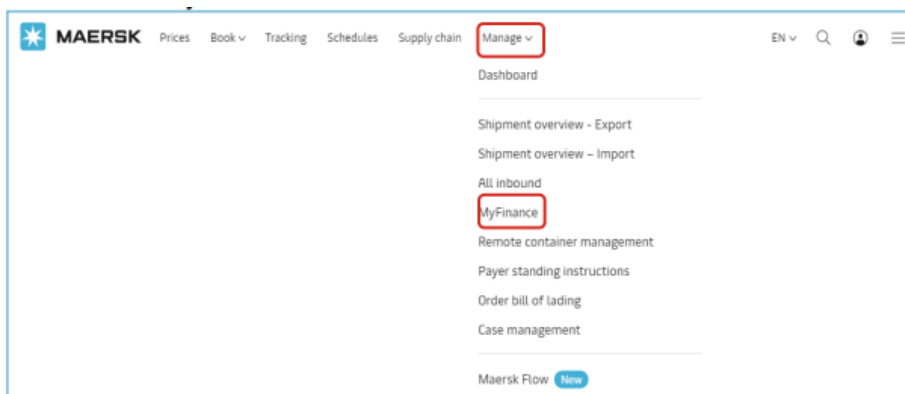 MAERSK Prices Book Tracking Schedules Supply chain Manage EN
Dashboard
Shipment overview - Export
Shipment overview – Import
All inbound
MyFinance
Remote container management
Payer standing instructions
Order bill of lading
Case management
Maersk Flow New